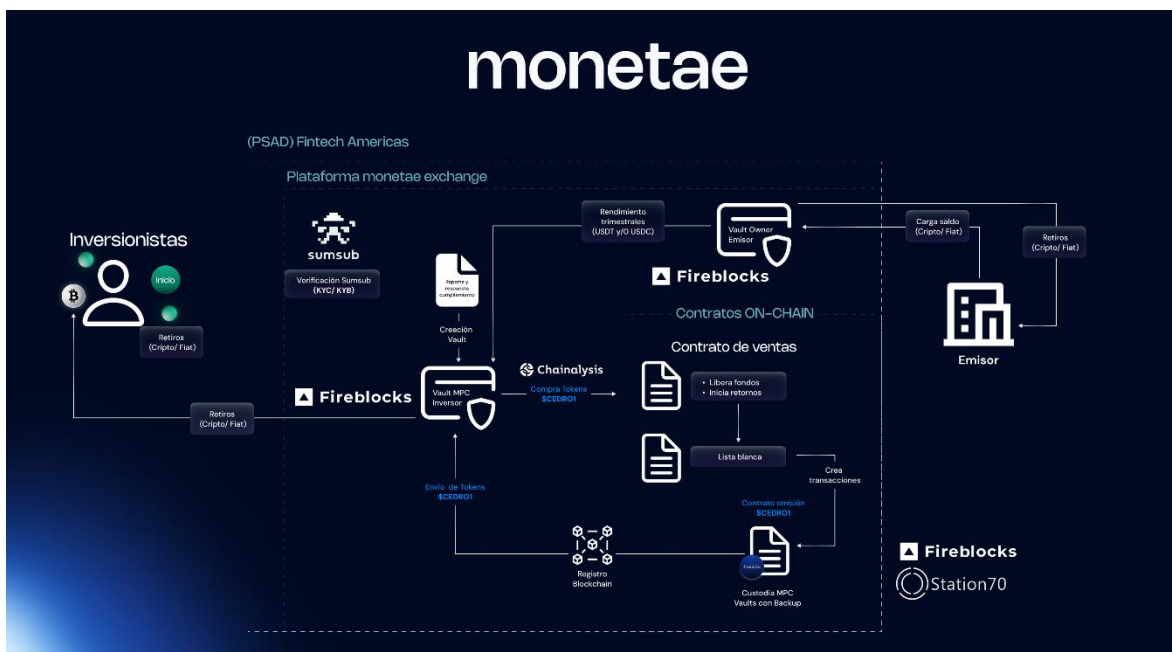 monetae
(PSAD) Fintech Americas
Plataforma monetae exchange
Inversionistas
Inicio
Retiros
(Cripto/ Fiat)
sumsub
Verificación Sumsub
(KYC/ KYB)
Reporte y
respuesta
cumplimiento
Creación
Vault
Rendimiento
trimestrales
(USDT y/O USDC)
Vault Owner
Emisor
Fireblocks
Carga saldo
(Cripto/ Fiat)
Retiros
(Cripto/ Fiat)
Emisor
Contratos ON-CHAIN
Contrato de ventas
• Libera fondos
• Inicia retornos
Lista blanca
Crea
transacciones
Fireblocks
Vault MPC
Inversor
Chainalysis
Compra Tokens
$CEDRO1
Retiros
(Cripto/ Fiat)
Envío de Tokens
$CEDRO1
Contrato emisión
$CEDRO1
Registro
Blockchain
Custodia MPC
Vaults con Backup
Fireblocks
Station70